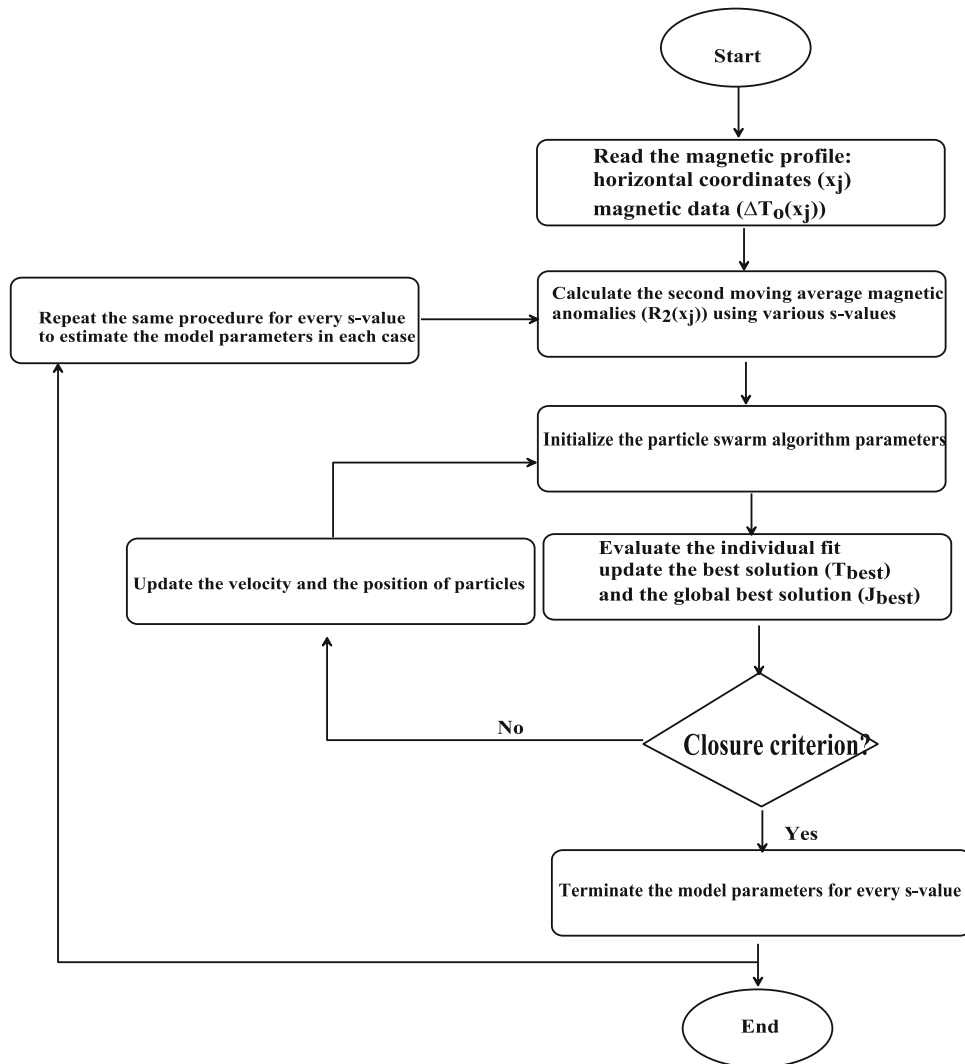 Start
Read the magnetic profile:
horizontal coordinates (xj)
magnetic data (ΔTo(xj))
Calculate the second moving average magnetic
anomalies (R2(xj)) using various s-values
Repeat the same procedure for every s-value
to estimate the model parameters in each case
Initialize the particle swarm algorithm parameters
Evaluate the individual fit
update the best solution (Tbest)
and the global best solution (Jbest)
Update the velocity and the position of particles
No
Closure criterion?
Yes
Terminate the model parameters for every s-value
End